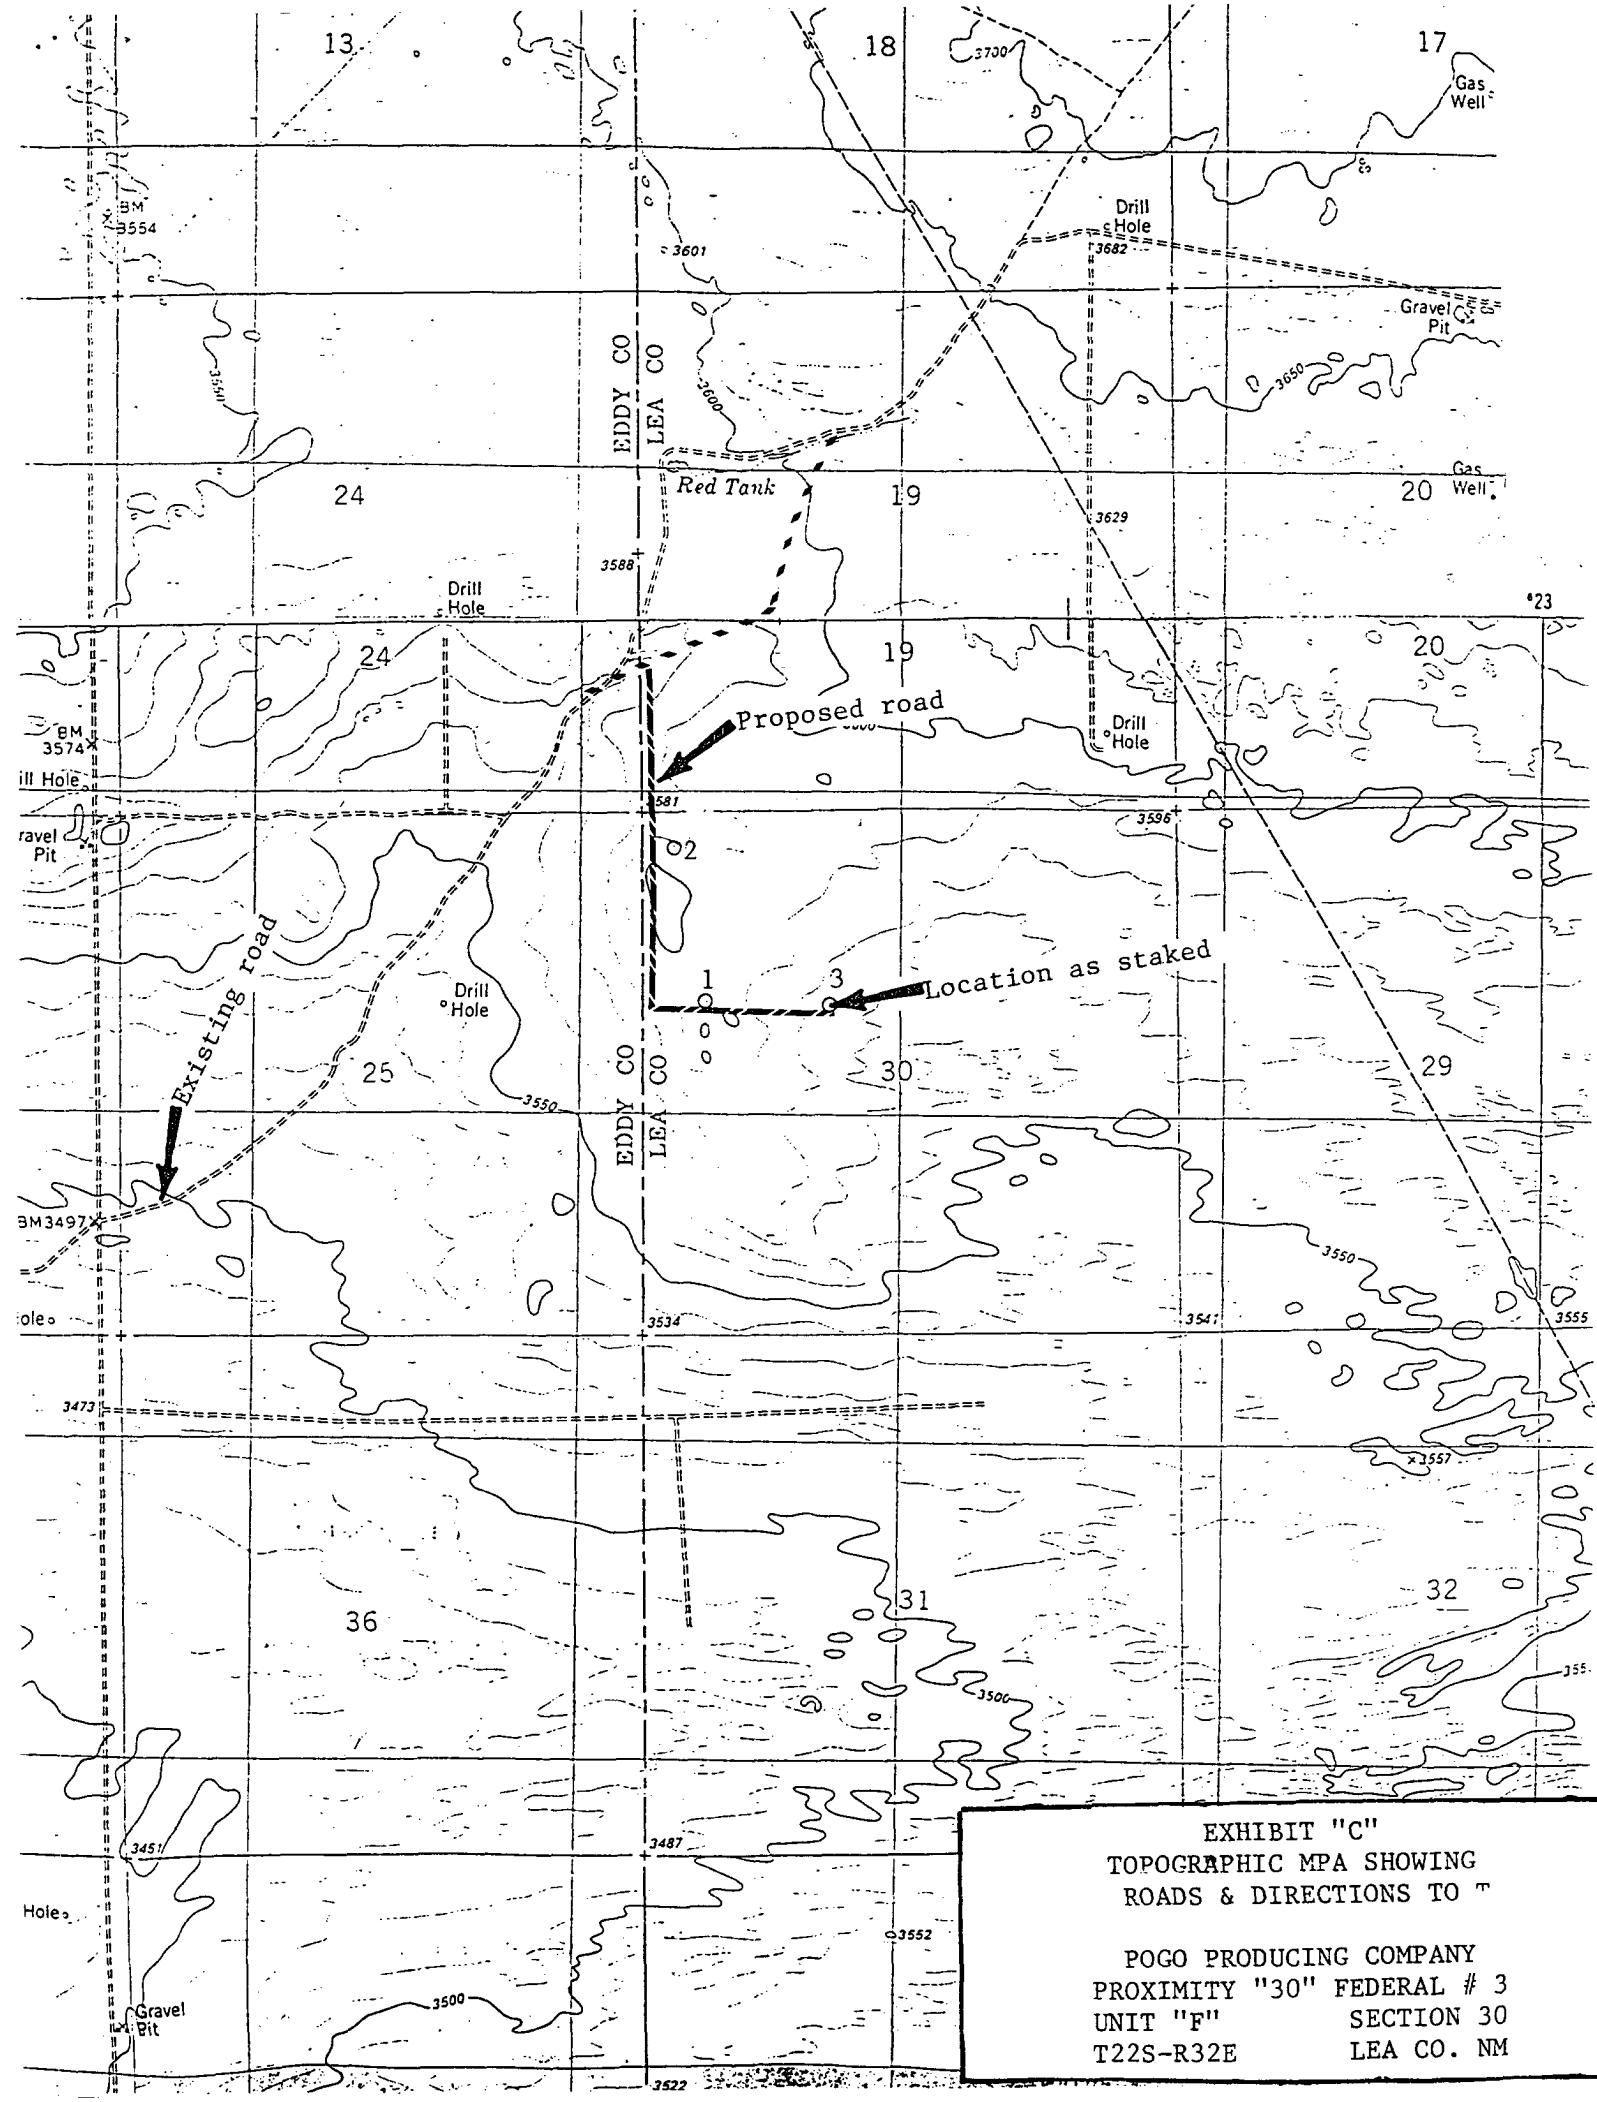 13
18
17
3700
Gas
Well
BM
3554
Drill
Hole
3601
3682
Gravel
Pit
EDDY CO
LEA CO
3600
3650
Red Tank
24
19
20
Gas
Well
3629
3588
Drill
Hole
23
24
19
20
Proposed road
BM
3574
Drill
Hole
ill Hole
581
3596
ravel
Pit
2
Existing road
Location as staked
1
3
Drill
Hole
25
30
29
EDDY CO
LEA CO
3550
BM3497
3550
ole
3534
3541
3555
3473
3557
36
31
32
3500
355
3451
3487
Hole
3552
3500
Gravel
Pit
3522
EXHIBIT "C"
TOPOGRAPHIC MPA SHOWING
ROADS & DIRECTIONS TO
POGO PRODUCING COMPANY
PROXIMITY "30" FEDERAL # 3
UNIT "F" SECTION 30
T22S-R32E LEA CO. NM